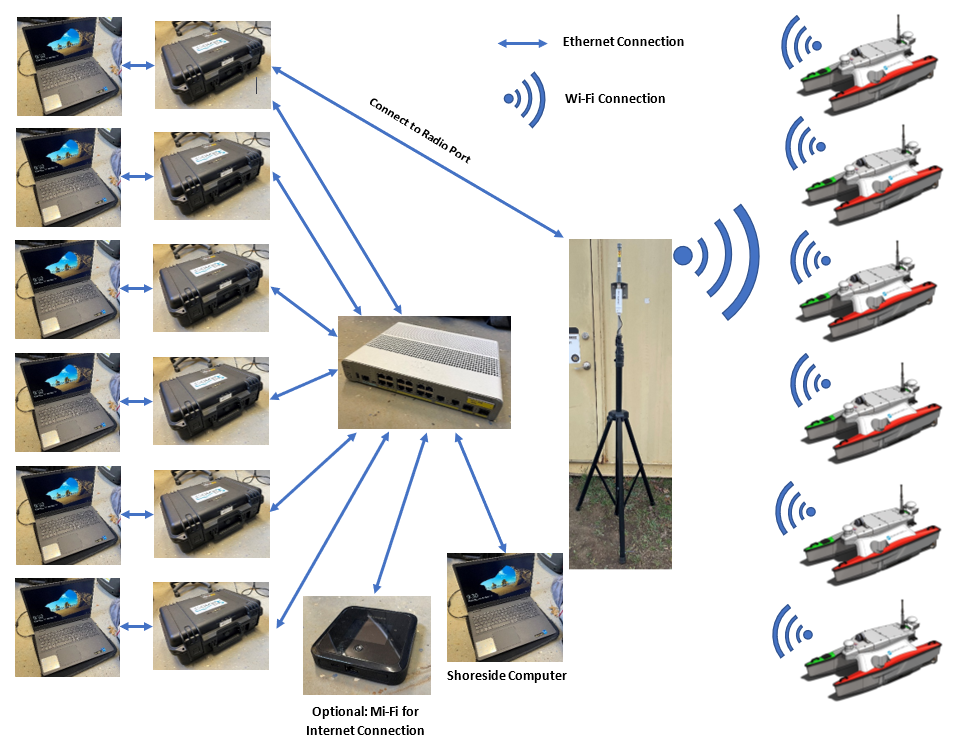 Ethernet Connection
Wi-Fi Connection
Connect to Radio Port
Shoreside Computer
Optional: Mi-Fi for
Internet Connection